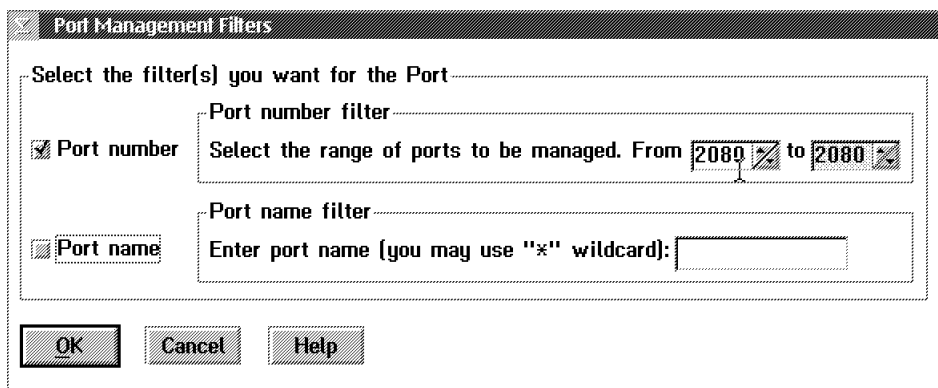 Port Management Filters
Select the filter(s) you want for the Port
Port number filter
Port number
Select the range of ports to be managed. From 2080 to 2080
Port name filter
Port name
Enter port name (you may use "*" wildcard):
OK
Cancel
Help